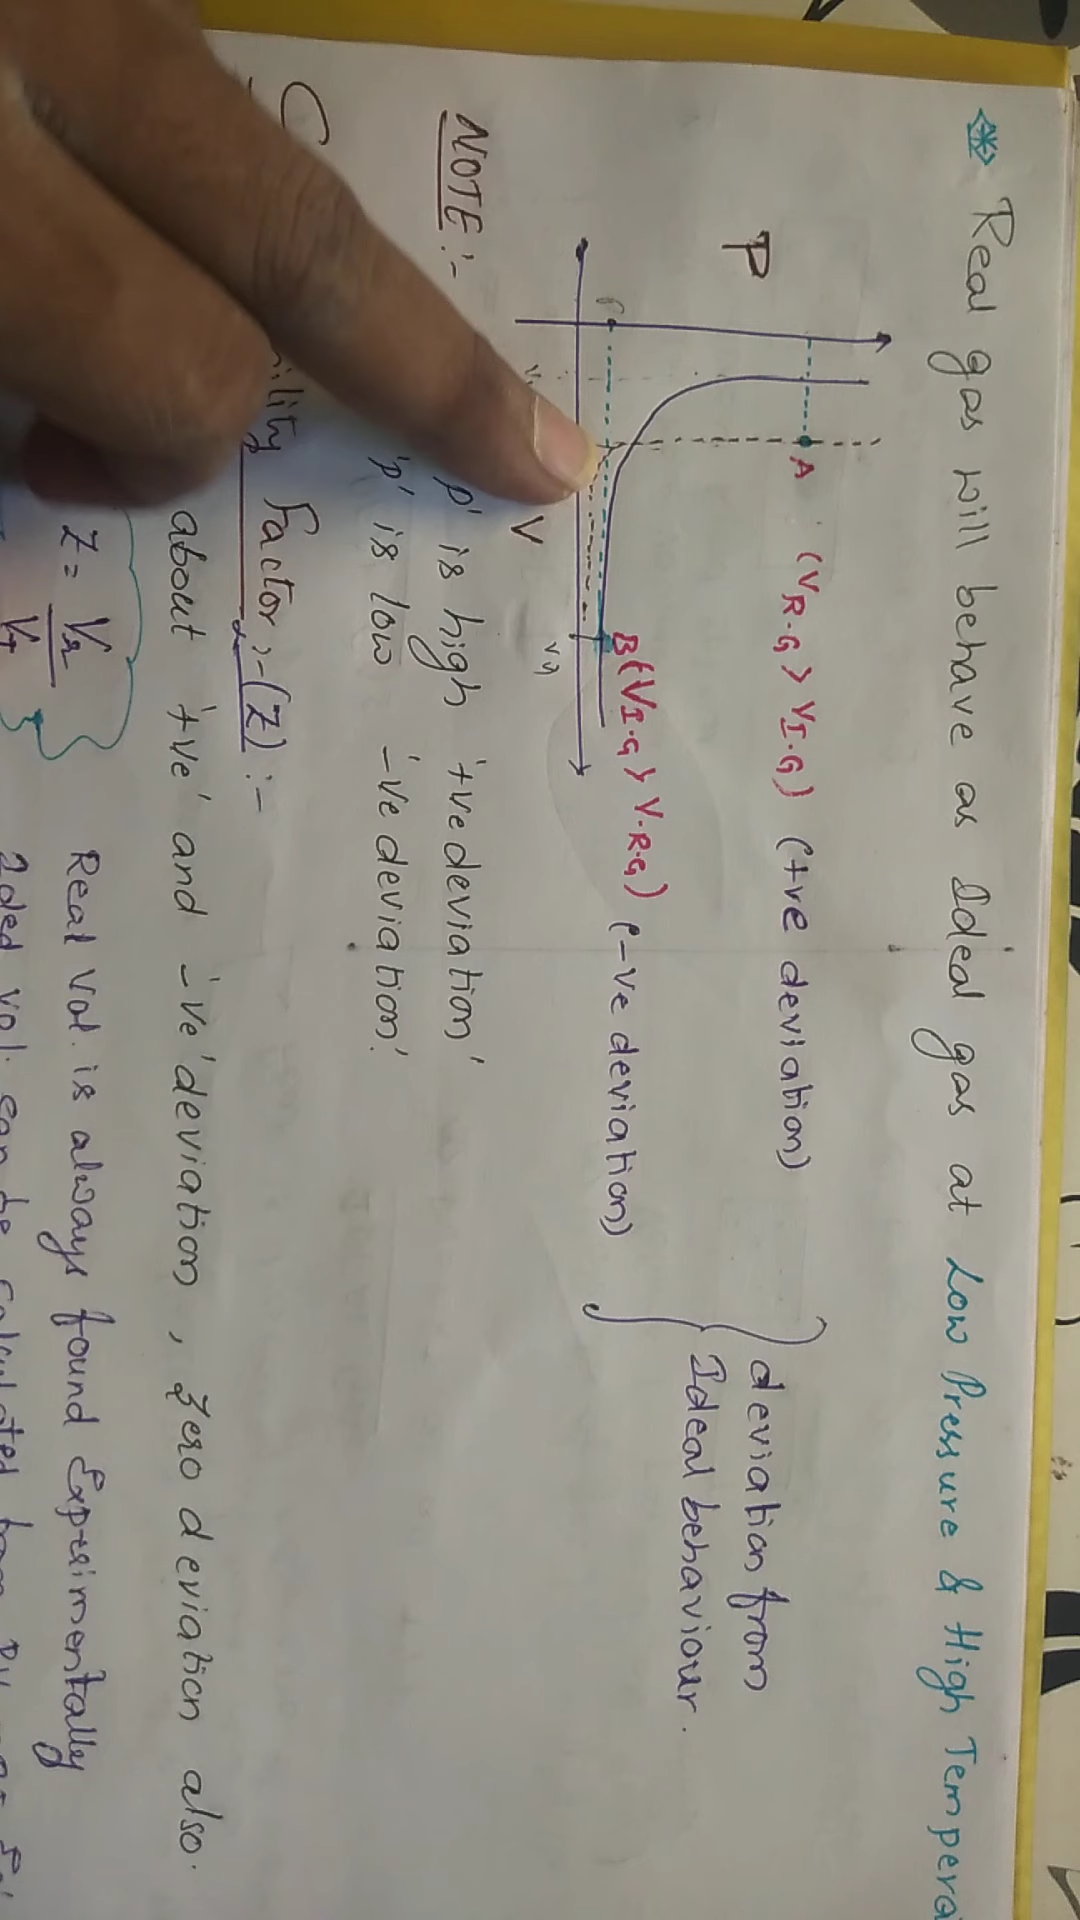 Real gas will behave as Ideal gas at Low Pressure & High
P
A (VR.G > VI.G) (+ve deviation)
B (VI.G > V.R.G) (-ve deviation)
deviation from
Ideal behaviour.
V
NOTE:-
'p' is high '+ve deviation'
'p' is low '-ve deviation'.
Factor :- (Z) :-
about '+ve' and '-ve' deviation, zero deviation also.
Z = Vr
Real Vol. is always found Experimentally